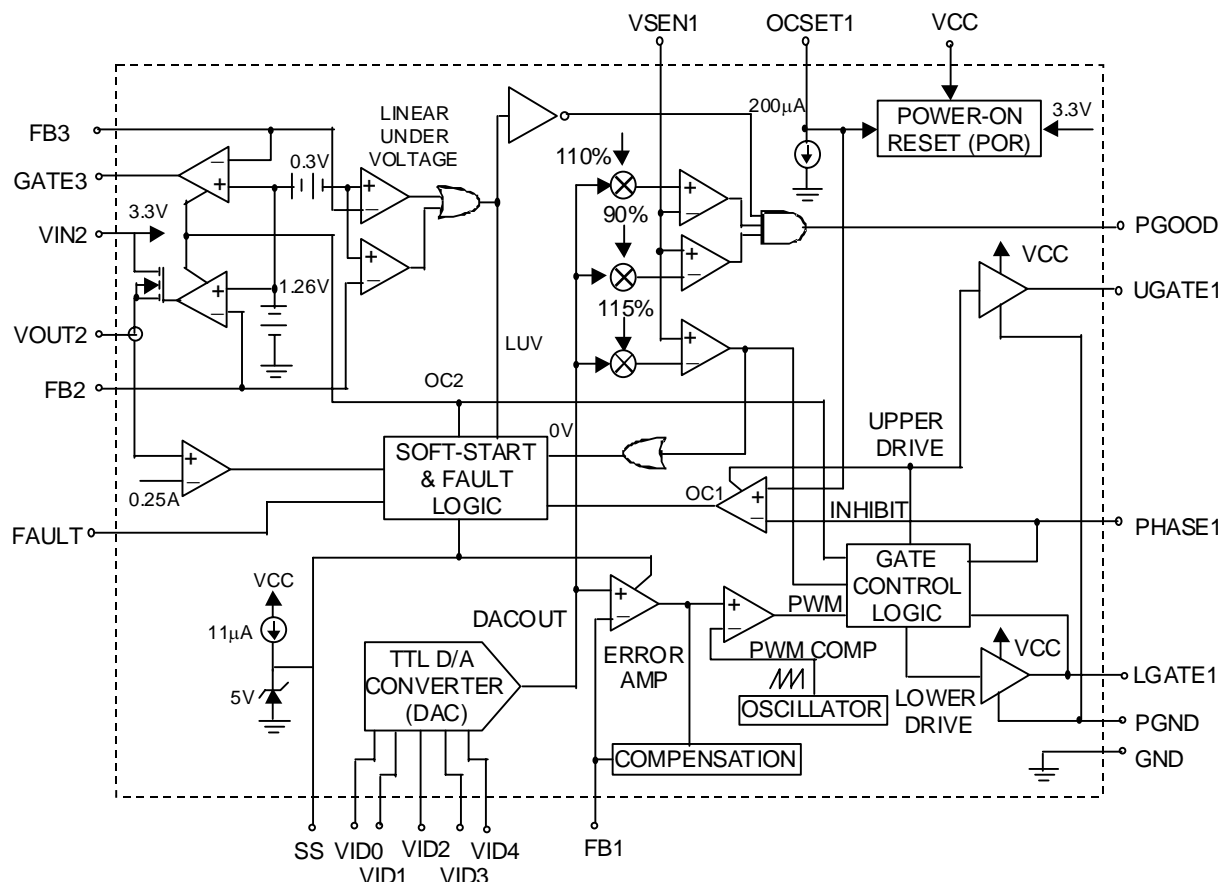 VSEN1
OCSET1
VCC
FB3
GATE3
VIN2
VOUT2
FB2
FAULT
3.3V
0.3V
1.26V
LINEAR
UNDER
VOLTAGE
LUV
110%
90%
115%
200µA
POWER-ON
RESET (POR)
3.3V
PGOOD
VCC
UGATE1
UPPER
DRIVE
OC2
0V
SOFT-START
& FAULT
LOGIC
0.25A
OC1
INHIBIT
PHASE1
GATE
CONTROL
LOGIC
VCC
11µA
5V
DACOUT
TTL D/A
CONVERTER
(DAC)
ERROR
AMP
PWM
PWM COMP
OSCILLATOR
COMPENSATION
VCC
LOWER
DRIVE
LGATE1
PGND
GND
SS
VID0
VID1
VID2
VID3
VID4
FB1